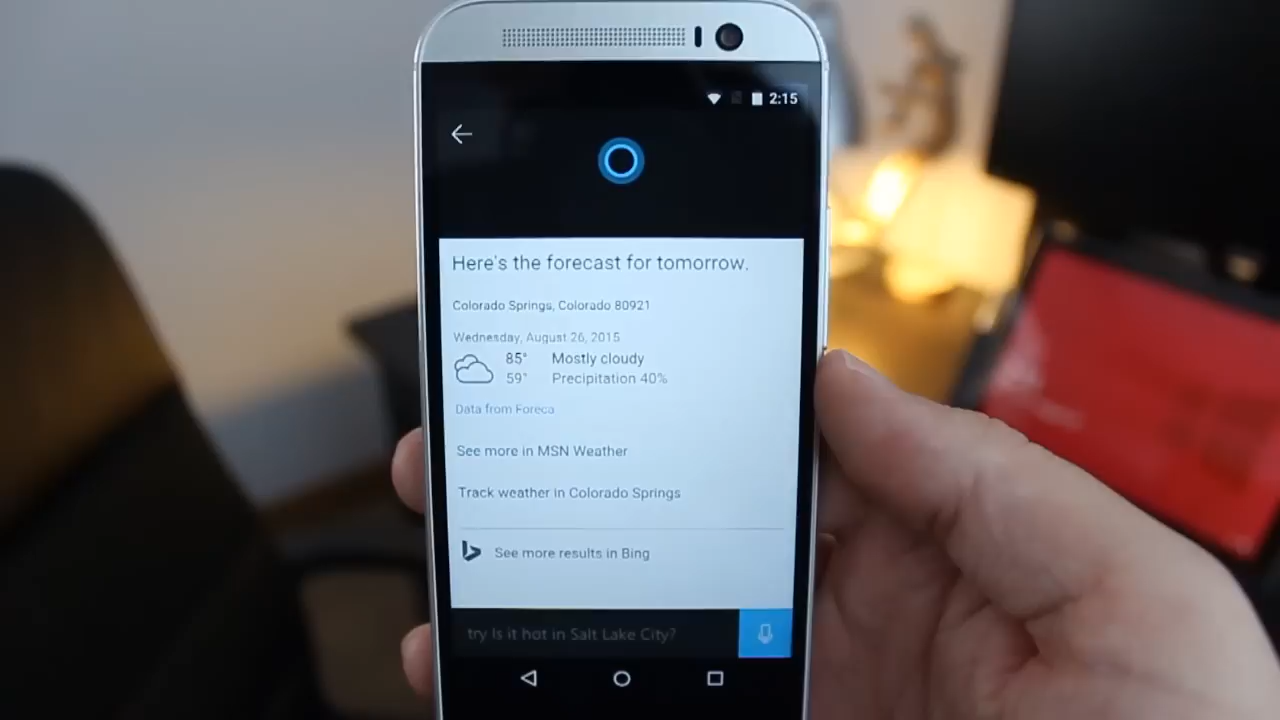 2:15
Here's the forecast for tomorrow.
Colorado Springs, Colorado 80921
Wednesday, August 26, 2015
85° Mostly cloudy
59° Precipitation 40%
Data from Foreca
See more in MSN Weather
Track weather in Colorado Springs
See more results in Bing
try Is it hot in Salt Lake City?